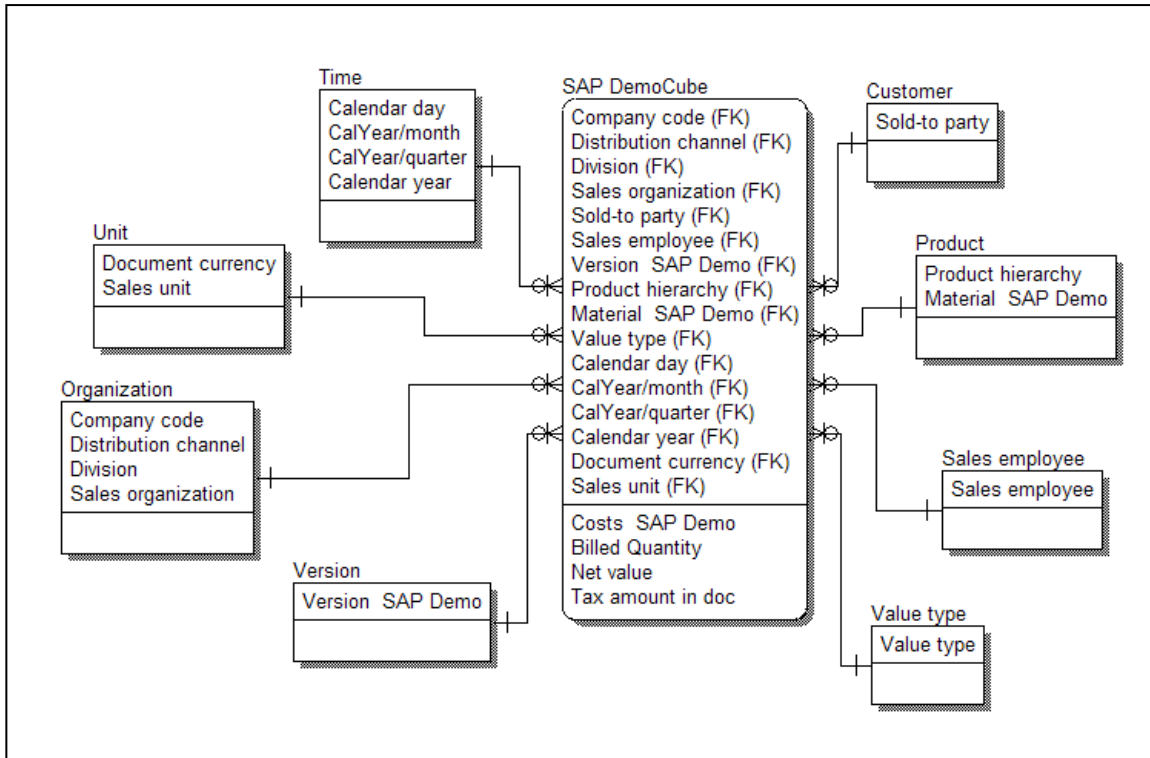 Time
Calendar day
CalYear/month
CalYear/quarter
Calendar year
Unit
Document currency
Sales unit
Organization
Company code
Distribution channel
Division
Sales organization
Version
Version SAP Demo
SAP DemoCube
Company code (FK)
Distribution channel (FK)
Division (FK)
Sales organization (FK)
Sold-to party (FK)
Sales employee (FK)
Version SAP Demo (FK)
Product hierarchy (FK)
Material SAP Demo (FK)
Value type (FK)
Calendar day (FK)
CalYear/month (FK)
CalYear/quarter (FK)
Calendar year (FK)
Document currency (FK)
Sales unit (FK)
Costs SAP Demo
Billed Quantity
Net value
Tax amount in doc
Customer
Sold-to party
Product
Product hierarchy
Material SAP Demo
Sales employee
Sales employee
Value type
Value type